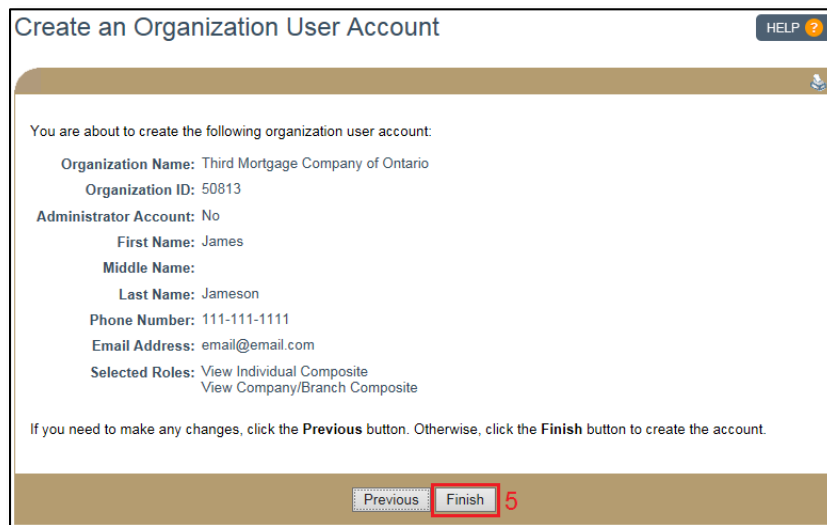 Create an Organization User Account
HELP ?
You are about to create the following organization user account:
Organization Name: Third Mortgage Company of Ontario
Organization ID: 50813
Administrator Account: No
First Name: James
Middle Name:
Last Name: Jameson
Phone Number: 111-111-1111
Email Address: email@email.com
Selected Roles: View Individual Composite
View Company/Branch Composite
If you need to make any changes, click the Previous button. Otherwise, click the Finish button to create the account.
Previous Finish 5